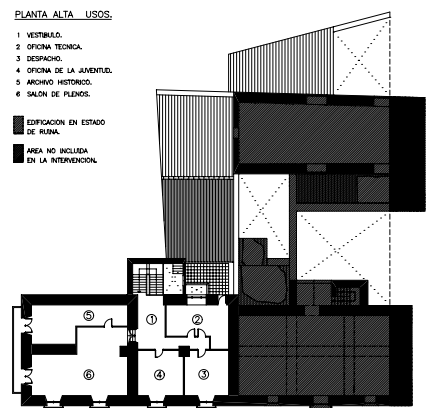 PLANTA ALTA USOS.
1 VESTIBULO.
2 OFICINA TECNICA.
3 DESPACHO.
4 OFICINA DE LA JUVENTUD.
5 ARCHIVO HISTORICO.
6 SALON DE PLENOS.
EDIFICACION EN ESTADO
DE RUINA.
AREA NO INCLUIDA
EN LA INTERVENCION.
5
1
2
6
4
3